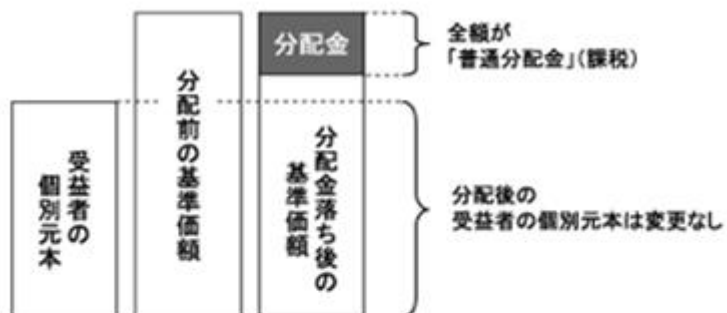 受益者の
個別元本
分配前の基準価額
分配金
分配金落ち後の
基準価額
全額が
「普通分配金」(課税)
分配後の
受益者の個別元本は変更なし